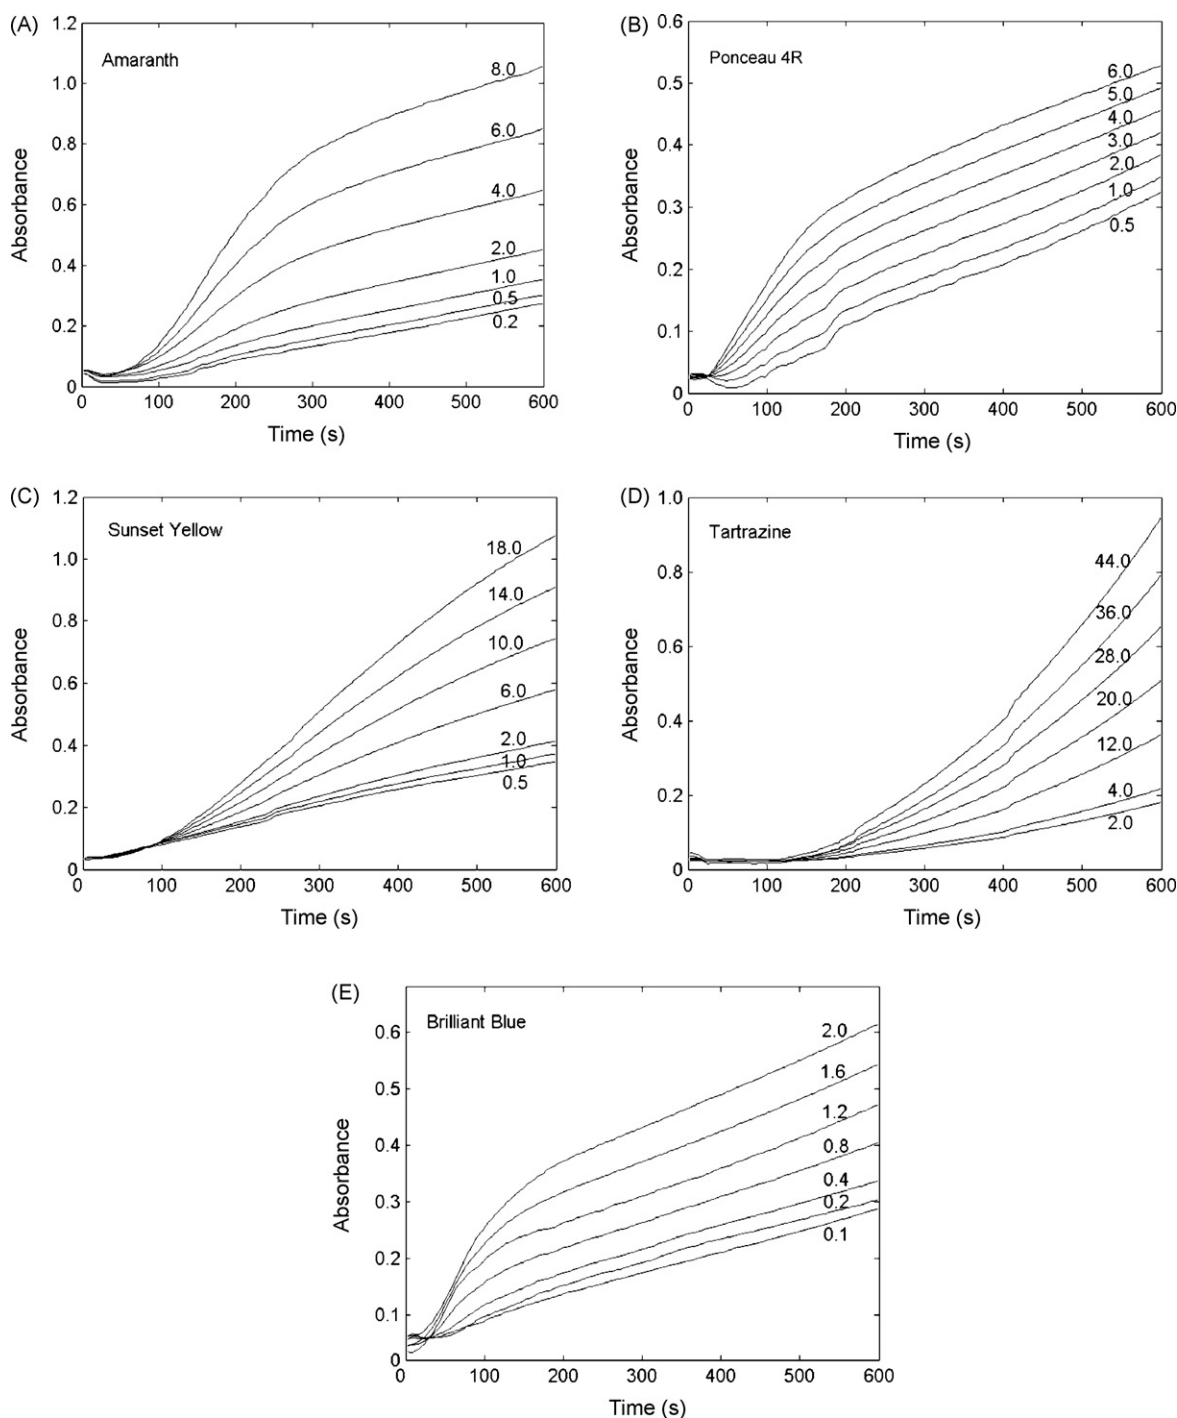 (A)
1.2
1.0
0.8
0.6
0.4
0.2
0
Absorbance
Amaranth
8.0
6.0
4.0
2.0
1.0
0.5
0.2
0 100 200 300 400 500 600
Time (s)
(B)
0.6
0.5
0.4
0.3
0.2
0.1
0
Absorbance
Ponceau 4R
6.0
5.0
4.0
3.0
2.0
1.0
0.5
0 100 200 300 400 500 600
Time (s)
(C)
1.2
1.0
0.8
0.6
0.4
0.2
0
Absorbance
Sunset Yellow
18.0
14.0
10.0
6.0
2.0
1.0
0.5
0 100 200 300 400 500 600
Time (s)
(D)
1.0
0.8
0.6
0.4
0.2
0
Absorbance
Tartrazine
44.0
36.0
28.0
20.0
12.0
4.0
2.0
0 100 200 300 400 500 600
Time (s)
(E)
0.6
0.5
0.4
0.3
0.2
0.1
0
Absorbance
Brilliant Blue
2.0
1.6
1.2
0.8
0.4
0.2
0.1
0 100 200 300 400 500 600
Time (s)